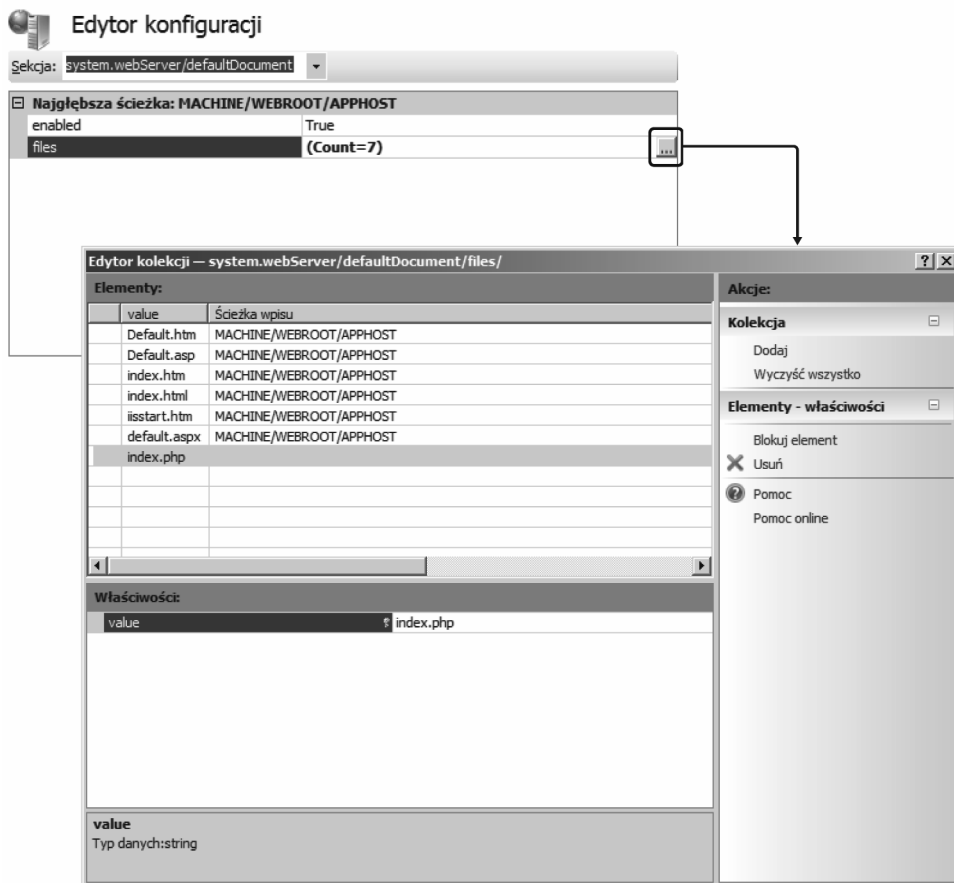 Edytor konfiguracji
Sekcja: system.webServer/defaultDocument
Najgłębsza ścieżka: MACHINE/WEBROOT/APPHOST
enabled True
files (Count=7) ...
Edytor kolekcji — system.webServer/defaultDocument/files/
Elementy:
value Ścieżka wpisu
Default.htm MACHINE/WEBROOT/APPHOST
Default.asp MACHINE/WEBROOT/APPHOST
index.htm MACHINE/WEBROOT/APPHOST
index.html MACHINE/WEBROOT/APPHOST
iisstart.htm MACHINE/WEBROOT/APPHOST
default.aspx MACHINE/WEBROOT/APPHOST
index.php
Właściwości:
value index.php
value
Typ danych:string
Akcje:
Kolekcja
Dodaj
Wyczyść wszystko
Elementy - właściwości
Blokuj element
Usuń
Pomoc
Pomoc online